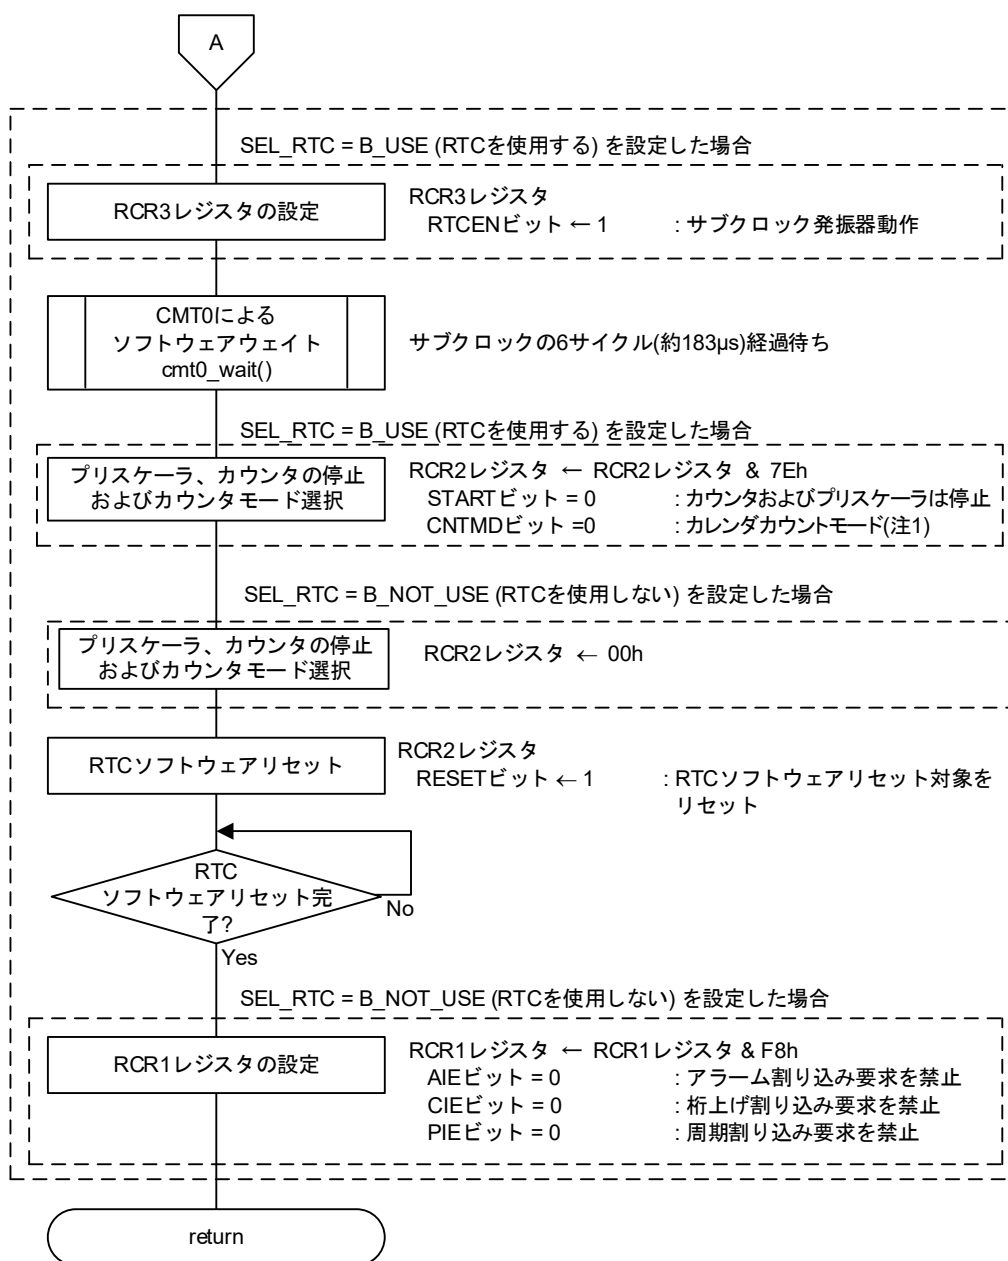 A
SEL_RTC = B_USE (RTCを使用する) を設定した場合
RCR3レジスタの設定
RCR3レジスタ
RTCENビット ← 1 : サブクロック発振器動作
CMT0による
ソフトウェアウェイト
cmt0_wait()
サブクロックの6サイクル(約183µs)経過待ち
SEL_RTC = B_USE (RTCを使用する) を設定した場合
プリスケーラ、カウンタの停止
およびカウンタモード選択
RCR2レジスタ ← RCR2レジスタ & 7Eh
STARTビット = 0 : カウンタおよびプリスケーラは停止
CNTMDビット =0 : カレンダカウントモード(注1)
SEL_RTC = B_NOT_USE (RTCを使用しない) を設定した場合
プリスケーラ、カウンタの停止
およびカウンタモード選択
RCR2レジスタ ← 00h
RTCソフトウェアリセット
RCR2レジスタ
RESETビット ← 1 : RTCソフトウェアリセット対象を
リセット
RTC
ソフトウェアリセット完
了?
No
Yes
SEL_RTC = B_NOT_USE (RTCを使用しない) を設定した場合
RCR1レジスタの設定
RCR1レジスタ ← RCR1レジスタ & F8h
AIEビット = 0 : アラーム割り込み要求を禁止
CIEビット = 0 : 桁上げ割り込み要求を禁止
PIEビット = 0 : 周期割り込み要求を禁止
return